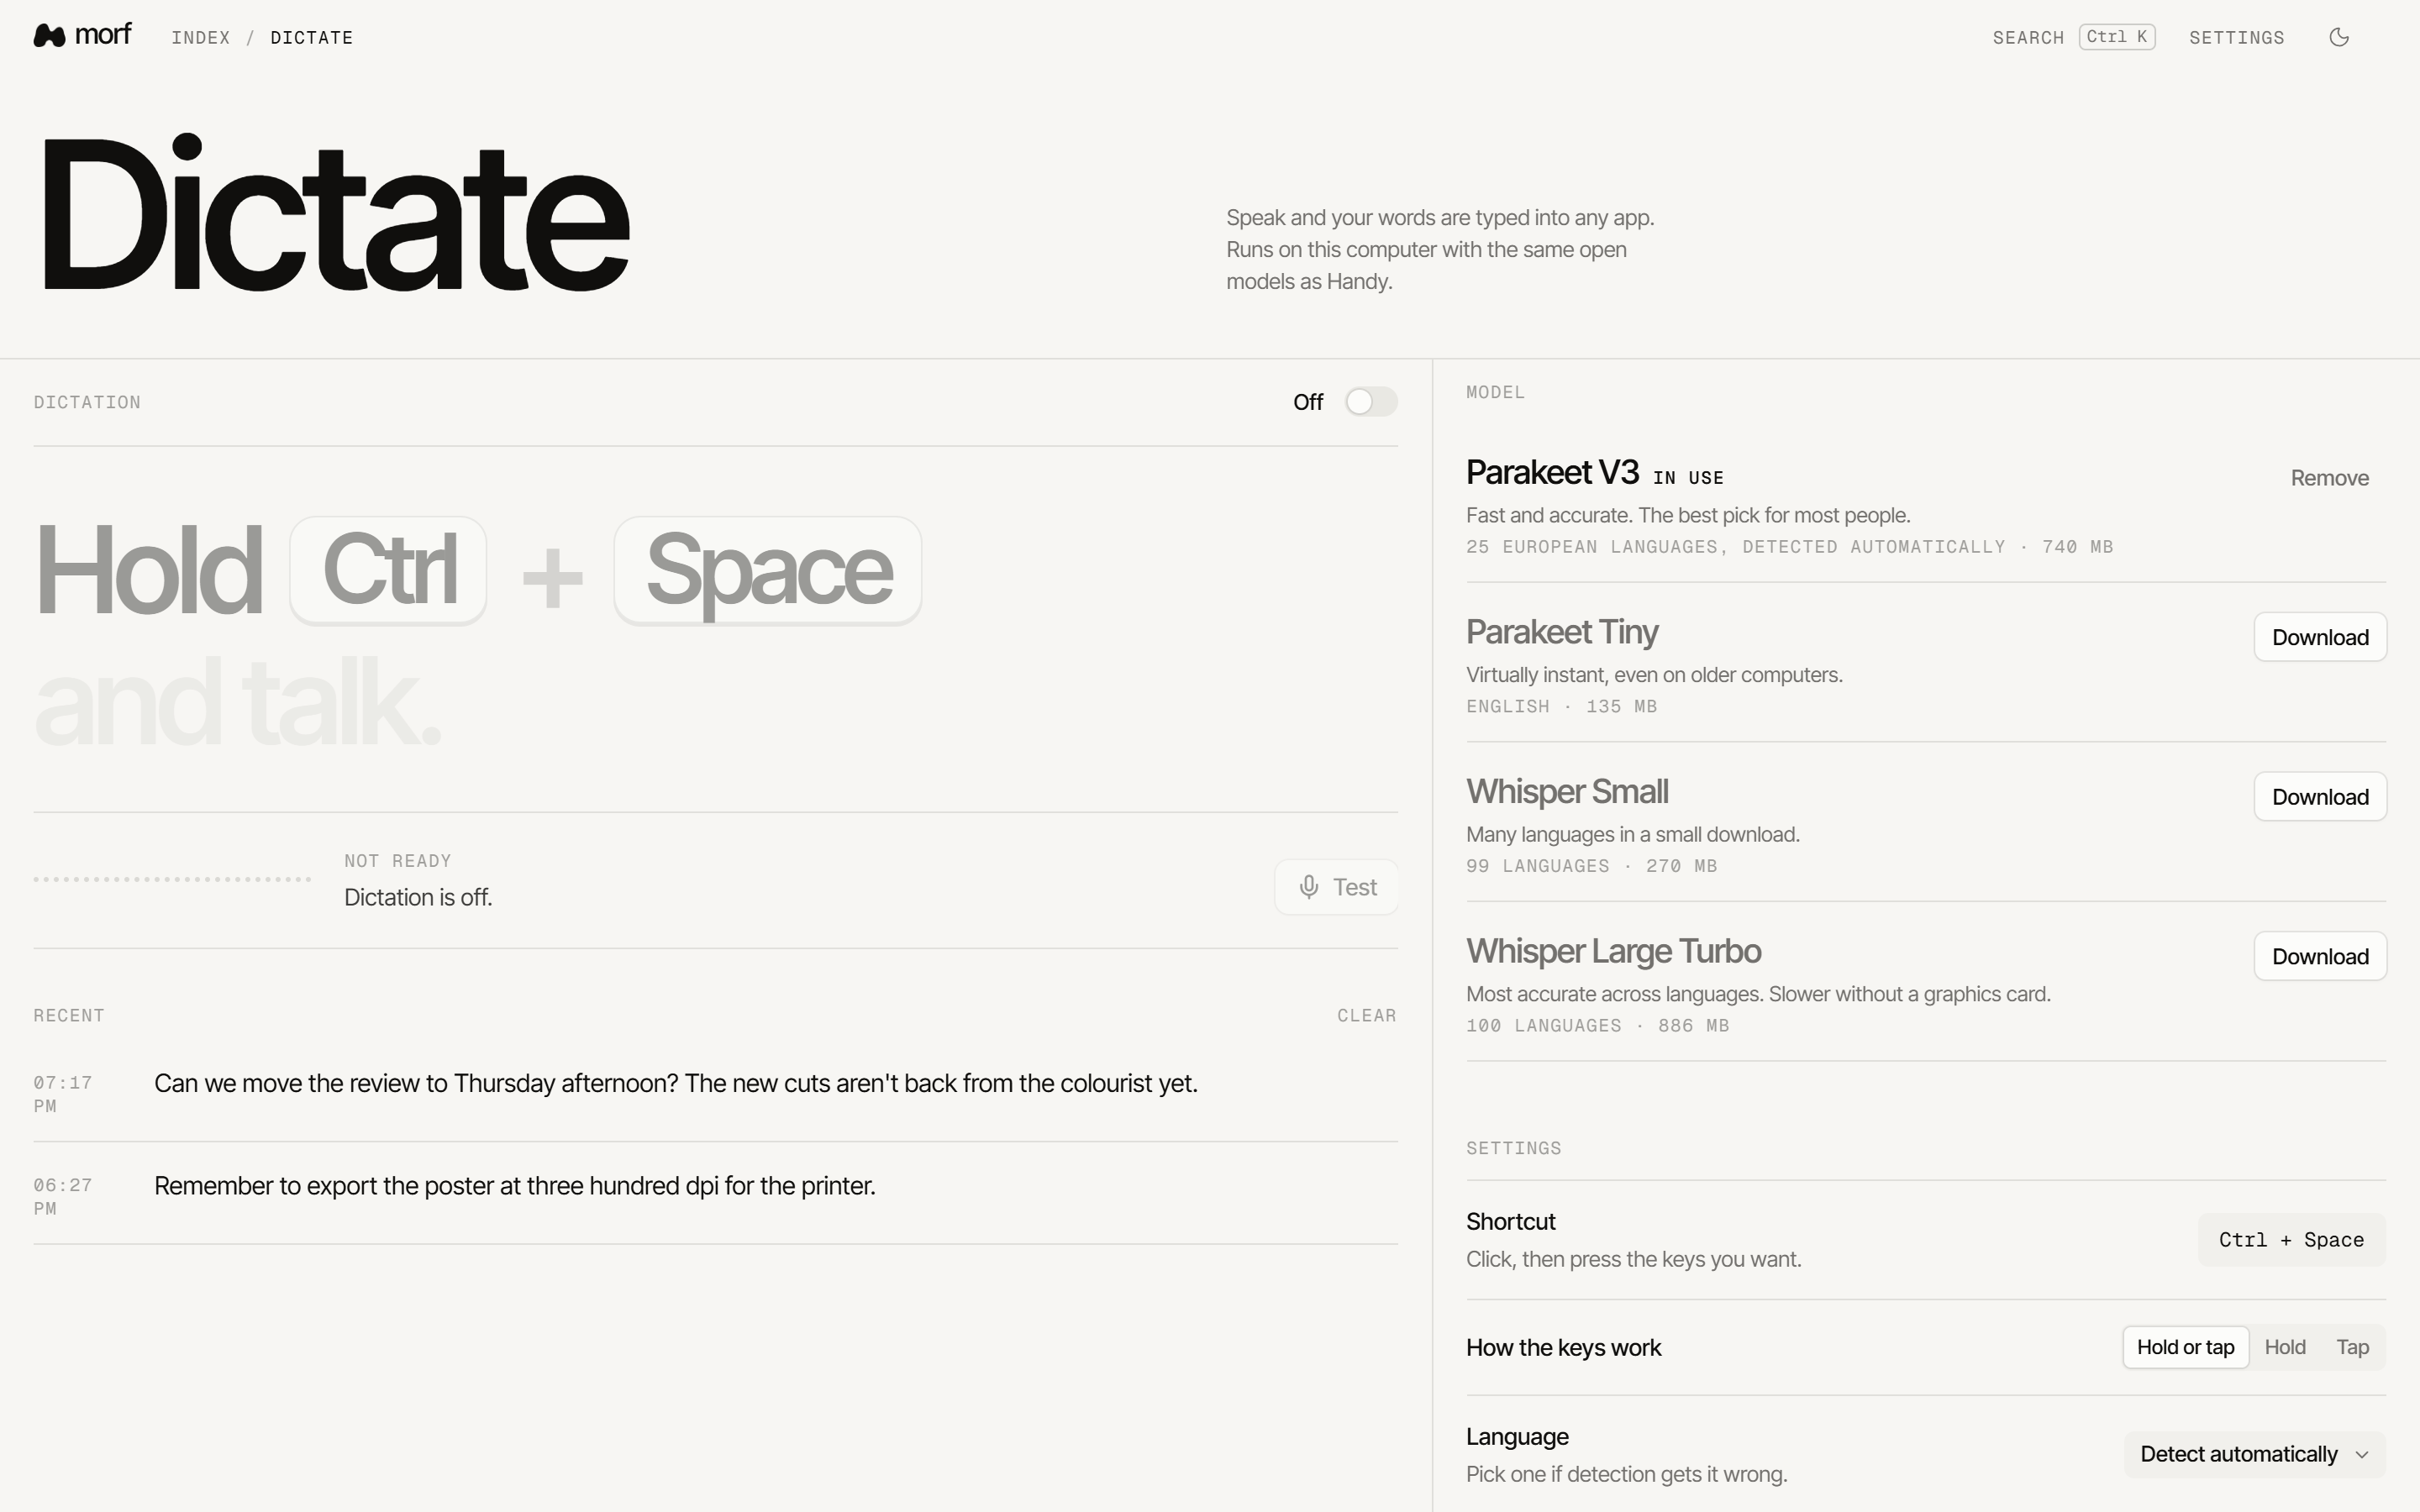 morf INDEX / DICTATE SEARCH Ctrl K SETTINGS
Dictate
Speak and your words are typed into any app.
Runs on this computer with the same open
models as Handy.
DICTATION Off
Hold Ctrl + Space
and talk.
NOT READY
Dictation is off.
Test
RECENT CLEAR
07:17 PM Can we move the review to Thursday afternoon? The new cuts aren't back from the colourist yet.
06:27 PM Remember to export the poster at three hundred dpi for the printer.
MODEL
Parakeet V3 IN USE Remove
Fast and accurate. The best pick for most people.
25 EUROPEAN LANGUAGES, DETECTED AUTOMATICALLY · 740 MB
Parakeet Tiny Download
Virtually instant, even on older computers.
ENGLISH · 135 MB
Whisper Small Download
Many languages in a small download.
99 LANGUAGES · 270 MB
Whisper Large Turbo Download
Most accurate across languages. Slower without a graphics card.
100 LANGUAGES · 886 MB
SETTINGS
Shortcut
Click, then press the keys you want.
Ctrl + Space
How the keys work Hold or tap Hold Tap
Language
Pick one if detection gets it wrong.
Detect automatically